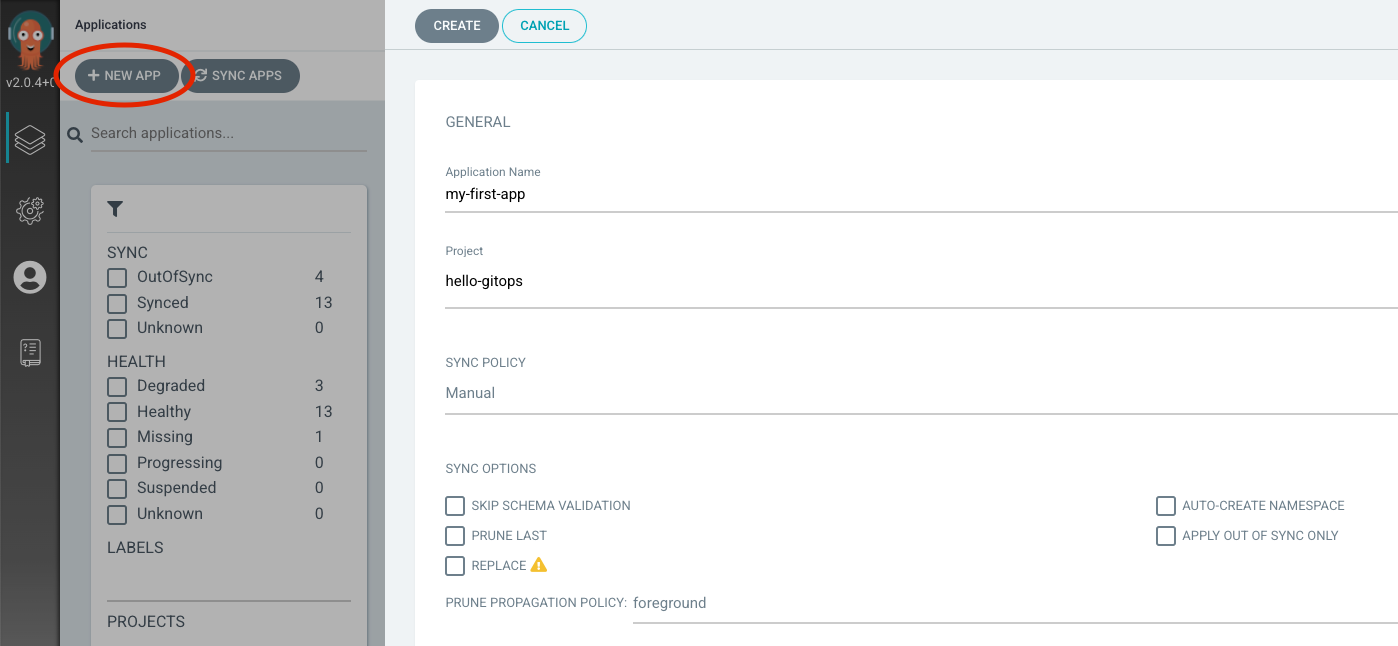 Applications
v2.0.4+0
+ NEW APP
SYNC APPS
Search applications...
SYNC
OutOfSync 4
Synced 13
Unknown 0
HEALTH
Degraded 3
Healthy 13
Missing 1
Progressing 0
Suspended 0
Unknown 0
LABELS
PROJECTS
CREATE
CANCEL
GENERAL
Application Name
my-first-app
Project
hello-gitops
SYNC POLICY
Manual
SYNC OPTIONS
SKIP SCHEMA VALIDATION
AUTO-CREATE NAMESPACE
PRUNE LAST
APPLY OUT OF SYNC ONLY
REPLACE
PRUNE PROPAGATION POLICY: foreground